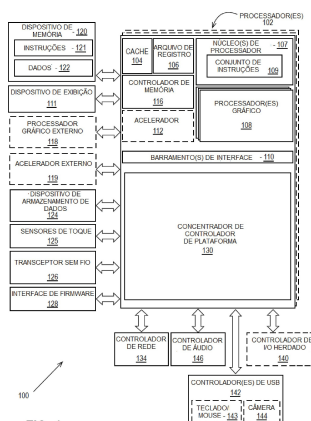 PROCESSADOR(ES)
102
DISPOSITIVO DE
MEMÓRIA - 120
INSTRUÇÕES - 121
DADOS - 122
DISPOSITIVO DE EXIBIÇÃO
111
PROCESSADOR
GRÁFICO EXTERNO
118
ACELERADOR EXTERNO
119
DISPOSITIVO DE
ARMAZENAMENTO DE
DADOS
124
SENSORES DE TOQUE
125
TRANSCEPTOR SEM FIO
126
INTERFACE DE FIRMWARE
128
CACHÉ
104
ARQUIVO DE
REGISTRO
106
NÚCLEO(S) DE - 107
PROCESSADOR
CONJUNTO DE
INSTRUÇÕES
109
CONTROLADOR DE
MEMÓRIA
116
ACELERADOR
112
PROCESSADOR(ES)
GRÁFICO
108
BARRAMENTO(S) DE INTERFACE - 110
CONCENTRADOR DE
CONTROLADOR
DE PLATAFORMA
130
CONTROLADOR
DE REDE
134
CONTROLADOR
DE ÁUDIO
146
CONTROLADOR DE
I/O HERDADO
140
CONTROLADOR(ES) DE USB
142
TECLADO/
MOUSE - 143
CÂMERA
144
100